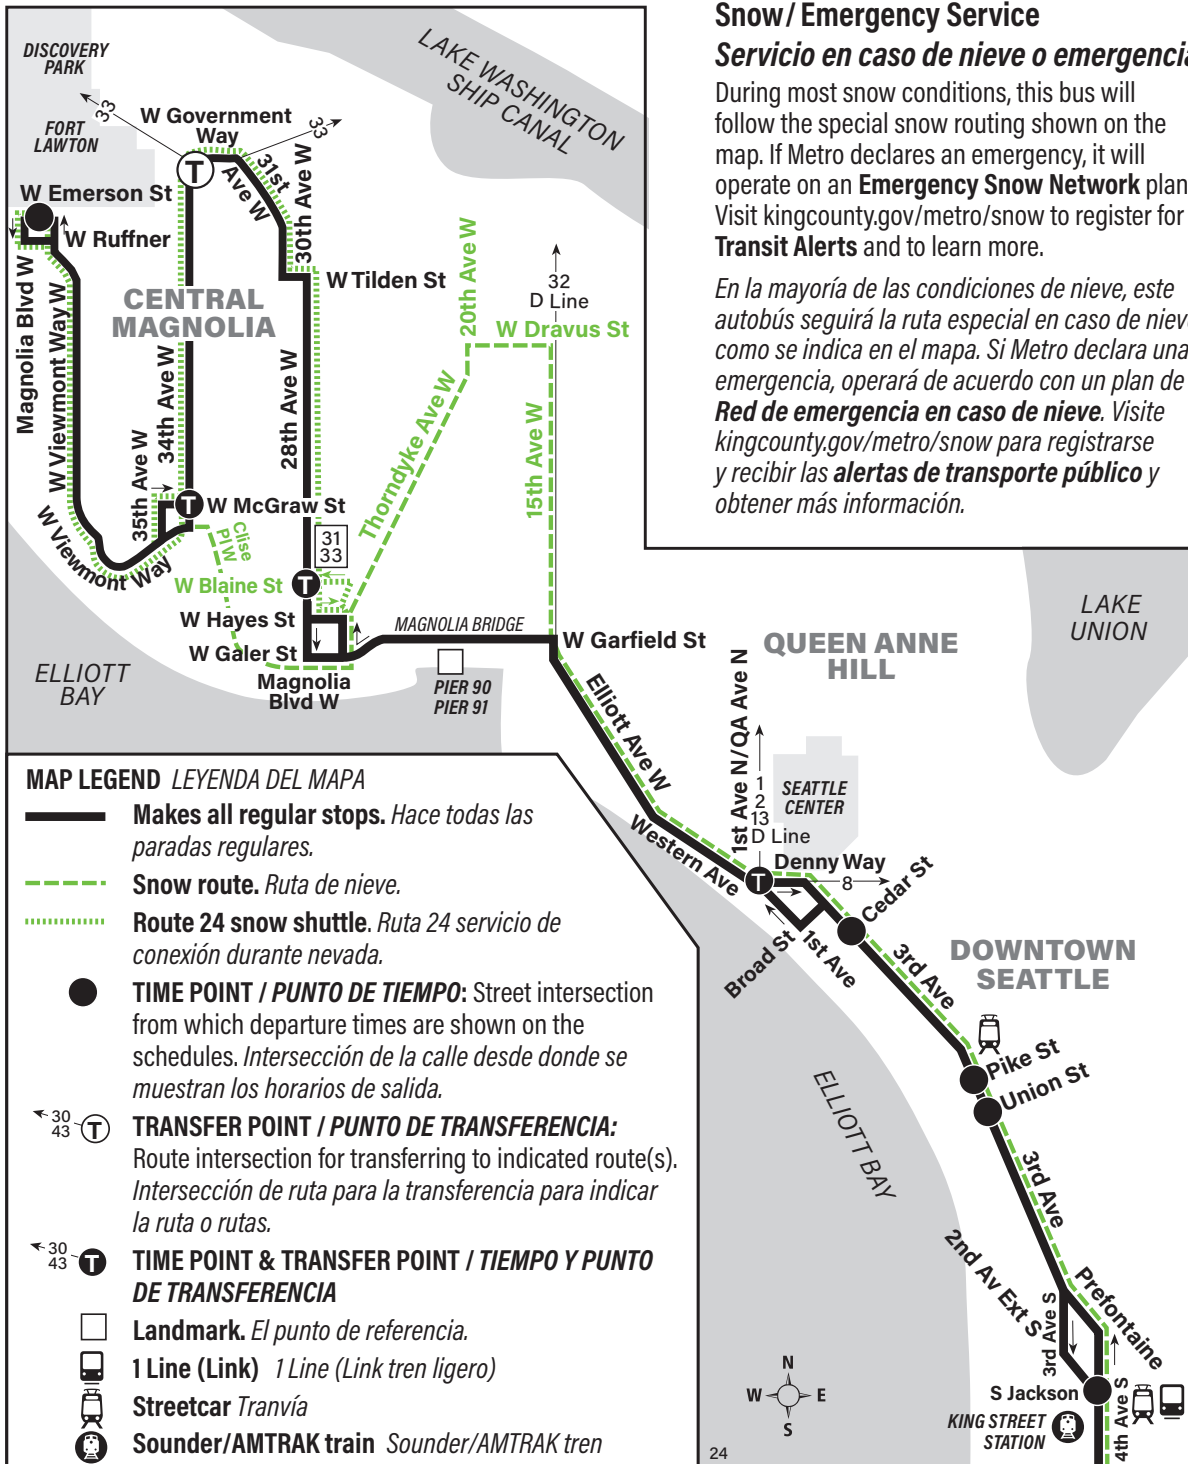 Snow/ Emergency Service
Servicio en caso de nieve o emergencia
During most snow conditions, this bus will
follow the special snow routing shown on the
map. If Metro declares an emergency, it will
operate on an Emergency Snow Network plan.
Visit kingcounty.gov/metro/snow to register for
Transit Alerts and to learn more.
En la mayoría de las condiciones de nieve, este
autobús seguirá la ruta especial en caso de nieve
como se indica en el mapa. Si Metro declara una
emergencia, operará de acuerdo con un plan de
Red de emergencia en caso de nieve. Visite
kingcounty.gov/metro/snow para registrarse
y recibir las alertas de transporte público y
obtener más información.
DISCOVERY
PARK
33
FORT
LAWTON
W Government
Way
33
LAKE WASHINGTON
SHIP CANAL
T
31st
Ave W
30th Ave W
W Emerson St
W Ruffner
Magnolia Blvd W
W Viewmont Way W
CENTRAL
MAGNOLIA
W Tilden St
34th Ave W
28th Ave W
35th Ave W
20th Ave W
32
D Line
W Dravus St
Thorndyke Ave W
15th Ave W
T
W McGraw St
W Viewmont Way
Clise
Pl W
31
33
W Blaine St
T
W Hayes St
W Galer St
Magnolia
Blvd W
MAGNOLIA BRIDGE
PIER 90
PIER 91
W Garfield St
ELLIOTT
BAY
QUEEN ANNE
HILL
LAKE
UNION
Elliott Ave W
1st Ave N/QA Ave N
1
2
13
D Line
SEATTLE
CENTER
Western Ave
T
Denny Way
8
Cedar St
Broad St
1st Ave
3rd Ave
DOWNTOWN
SEATTLE
Pike St
Union St
ELLIOTT BAY
3rd Ave
2nd Av Ext S
Prefontaine
3rd Ave S
S Jackson
4th Ave S
KING STREET
STATION
N
W E
S
24
MAP LEGEND LEYENDA DEL MAPA
Makes all regular stops. Hace todas las
paradas regulares.
Snow route. Ruta de nieve.
Route 24 snow shuttle. Ruta 24 servicio de
conexión durante nevada.
TIME POINT / PUNTO DE TIEMPO: Street intersection
from which departure times are shown on the
schedules. Intersección de la calle desde donde se
muestran los horarios de salida.
30
43 T
TRANSFER POINT / PUNTO DE TRANSFERENCIA:
Route intersection for transferring to indicated route(s).
Intersección de ruta para la transferencia para indicar
la ruta o rutas.
30
43 T
TIME POINT & TRANSFER POINT / TIEMPO Y PUNTO
DE TRANSFERENCIA
Landmark. El punto de referencia.
1 Line (Link) 1 Line (Link tren ligero)
Streetcar Tranvía
Sounder/AMTRAK train Sounder/AMTRAK tren